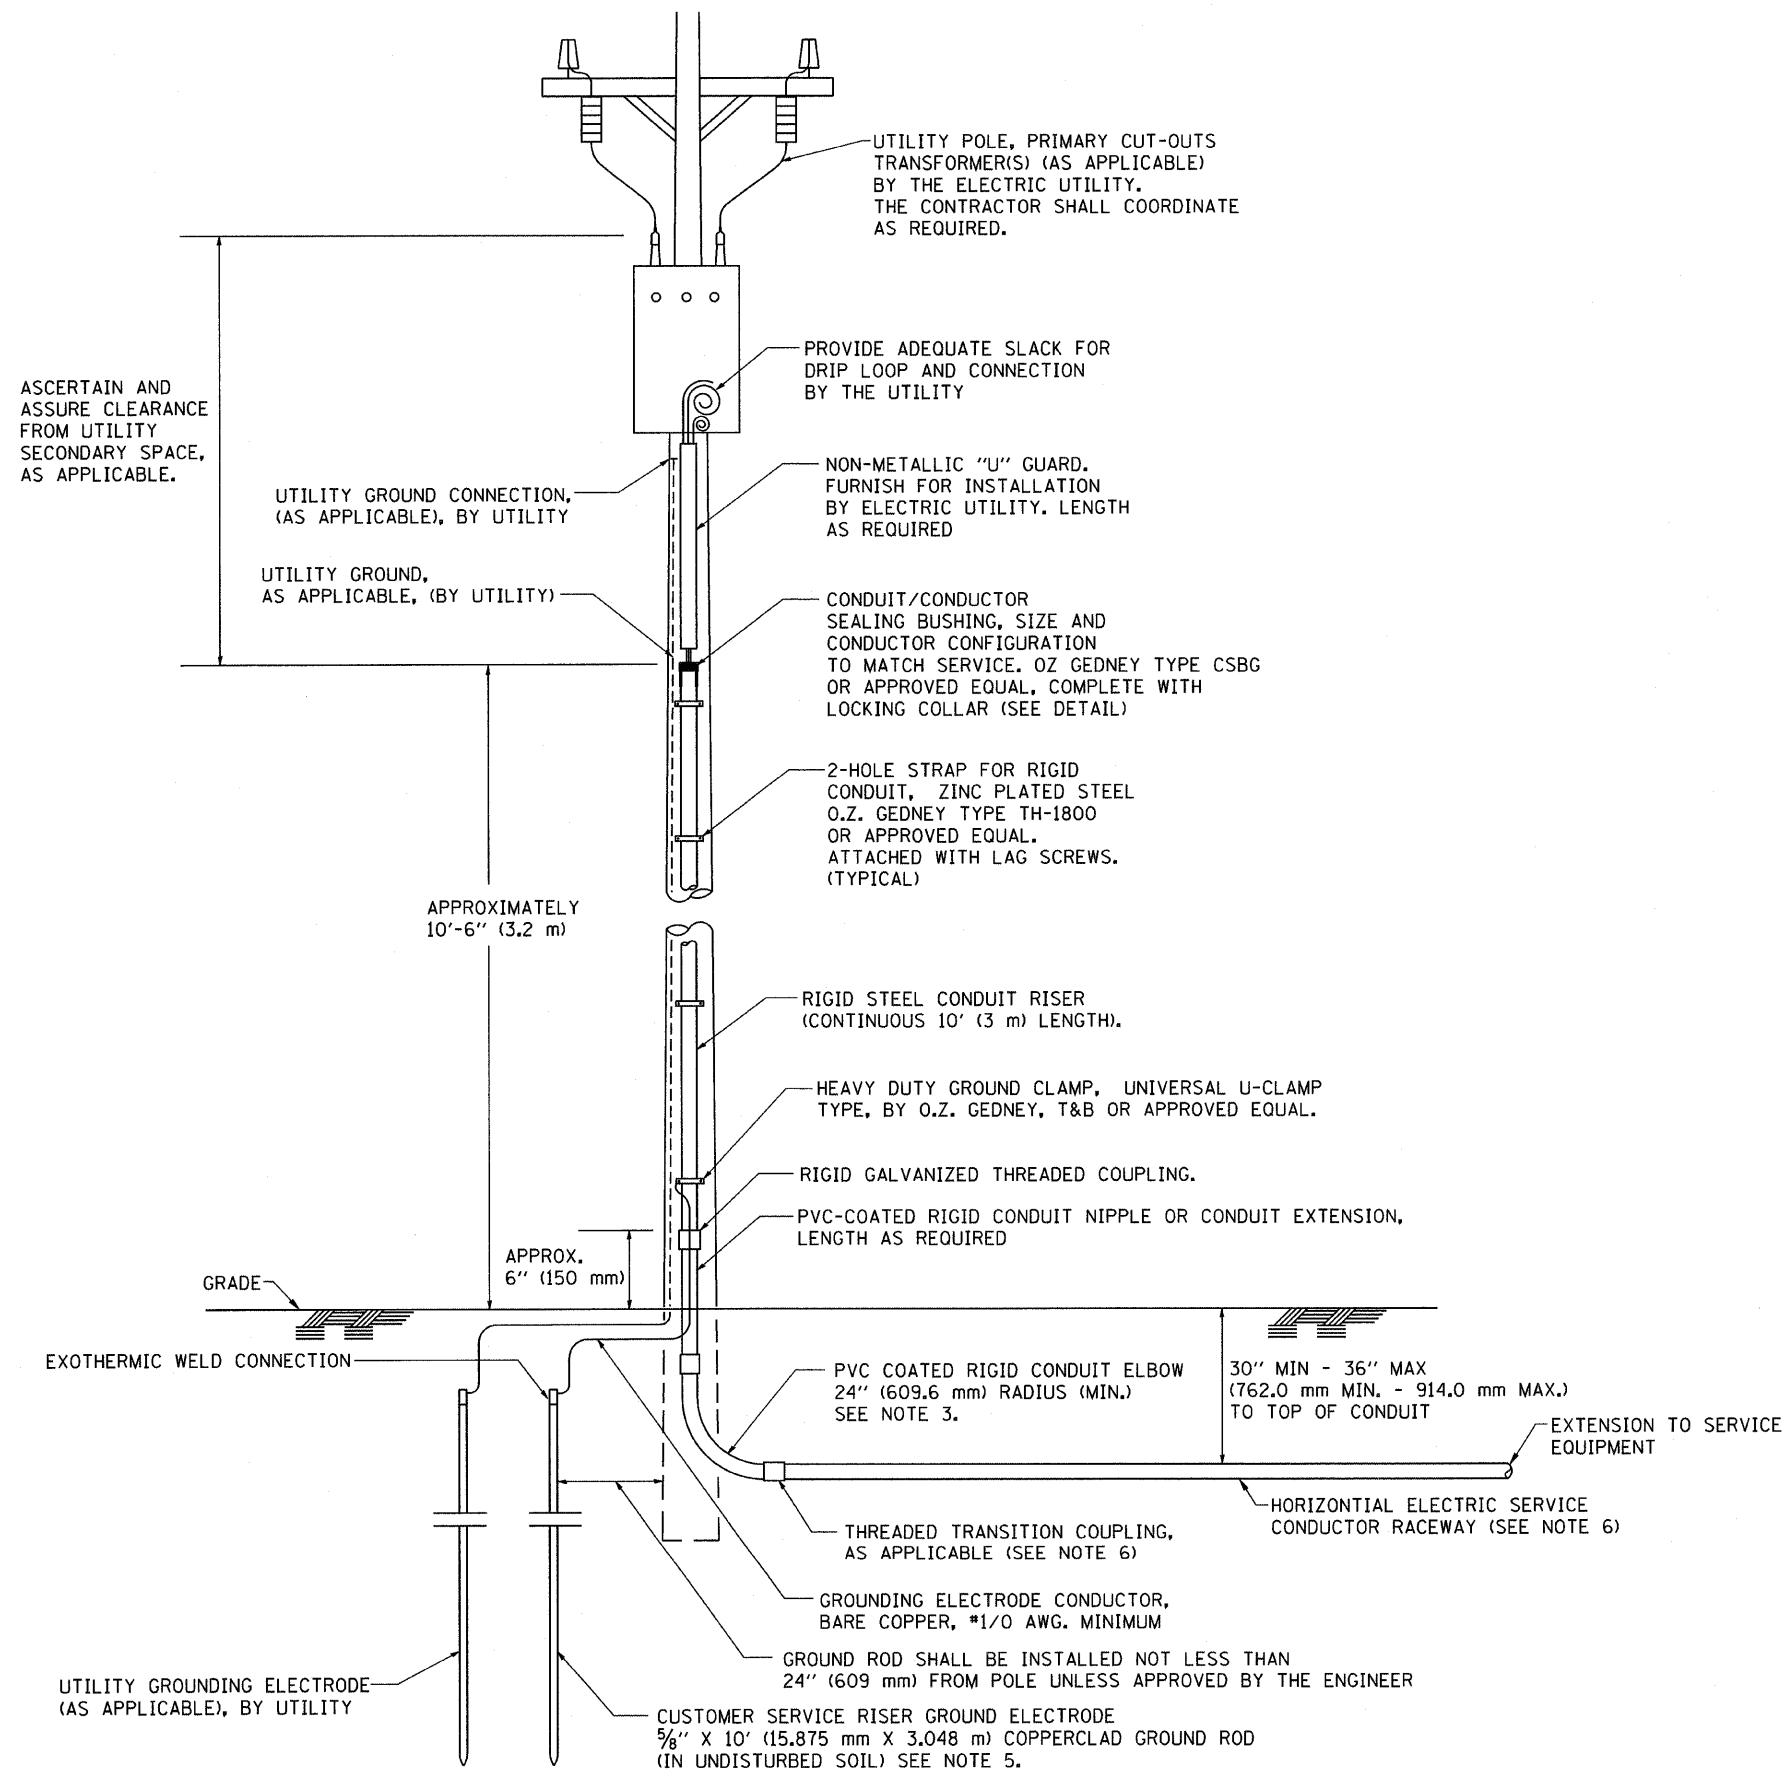 UTILITY POLE, PRIMARY CUT-OUTS
TRANSFORMER(S) (AS APPLICABLE)
BY THE ELECTRIC UTILITY.
THE CONTRACTOR SHALL COORDINATE
AS REQUIRED.
PROVIDE ADEQUATE SLACK FOR
DRIP LOOP AND CONNECTION
BY THE UTILITY
ASCERTAIN AND
ASSURE CLEARANCE
FROM UTILITY
SECONDARY SPACE,
AS APPLICABLE.
NON-METALLIC "U" GUARD.
FURNISH FOR INSTALLATION
BY ELECTRIC UTILITY. LENGTH
AS REQUIRED
UTILITY GROUND CONNECTION,
(AS APPLICABLE), BY UTILITY
UTILITY GROUND,
AS APPLICABLE, (BY UTILITY)
CONDUIT/CONDUCTOR
SEALING BUSHING, SIZE AND
CONDUCTOR CONFIGURATION
TO MATCH SERVICE. OZ GEDNEY TYPE CSBG
OR APPROVED EQUAL, COMPLETE WITH
LOCKING COLLAR (SEE DETAIL)
2-HOLE STRAP FOR RIGID
CONDUIT, ZINC PLATED STEEL
O.Z. GEDNEY TYPE TH-1800
OR APPROVED EQUAL.
ATTACHED WITH LAG SCREWS.
(TYPICAL)
APPROXIMATELY
10'-6" (3.2 m)
RIGID STEEL CONDUIT RISER
(CONTINUOUS 10' (3 m) LENGTH).
HEAVY DUTY GROUND CLAMP, UNIVERSAL U-CLAMP
TYPE, BY O.Z. GEDNEY, T&B OR APPROVED EQUAL.
RIGID GALVANIZED THREADED COUPLING.
PVC-COATED RIGID CONDUIT NIPPLE OR CONDUIT EXTENSION,
LENGTH AS REQUIRED
APPROX.
6" (150 mm)
GRADE
EXOTHERMIC WELD CONNECTION
PVC COATED RIGID CONDUIT ELBOW
24" (609.6 mm) RADIUS (MIN.)
SEE NOTE 3.
30" MIN - 36" MAX
(762.0 mm MIN. - 914.0 mm MAX.)
TO TOP OF CONDUIT
EXTENSION TO SERVICE
EQUIPMENT
HORIZONTIAL ELECTRIC SERVICE
CONDUCTOR RACEWAY (SEE NOTE 6)
THREADED TRANSITION COUPLING,
AS APPLICABLE (SEE NOTE 6)
GROUNDING ELECTRODE CONDUCTOR,
BARE COPPER, #1/0 AWG. MINIMUM
GROUND ROD SHALL BE INSTALLED NOT LESS THAN
24" (609 mm) FROM POLE UNLESS APPROVED BY THE ENGINEER
UTILITY GROUNDING ELECTRODE
(AS APPLICABLE), BY UTILITY
CUSTOMER SERVICE RISER GROUND ELECTRODE
5/8" X 10' (15.875 mm X 3.048 m) COPPERCLAD GROUND ROD
(IN UNDISTURBED SOIL) SEE NOTE 5.